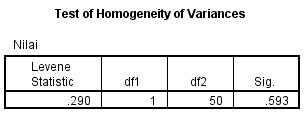 Test of Homogeneity of Variances
Nilai
Levene Statistic df1 df2 Sig.
.290 1 50 .593